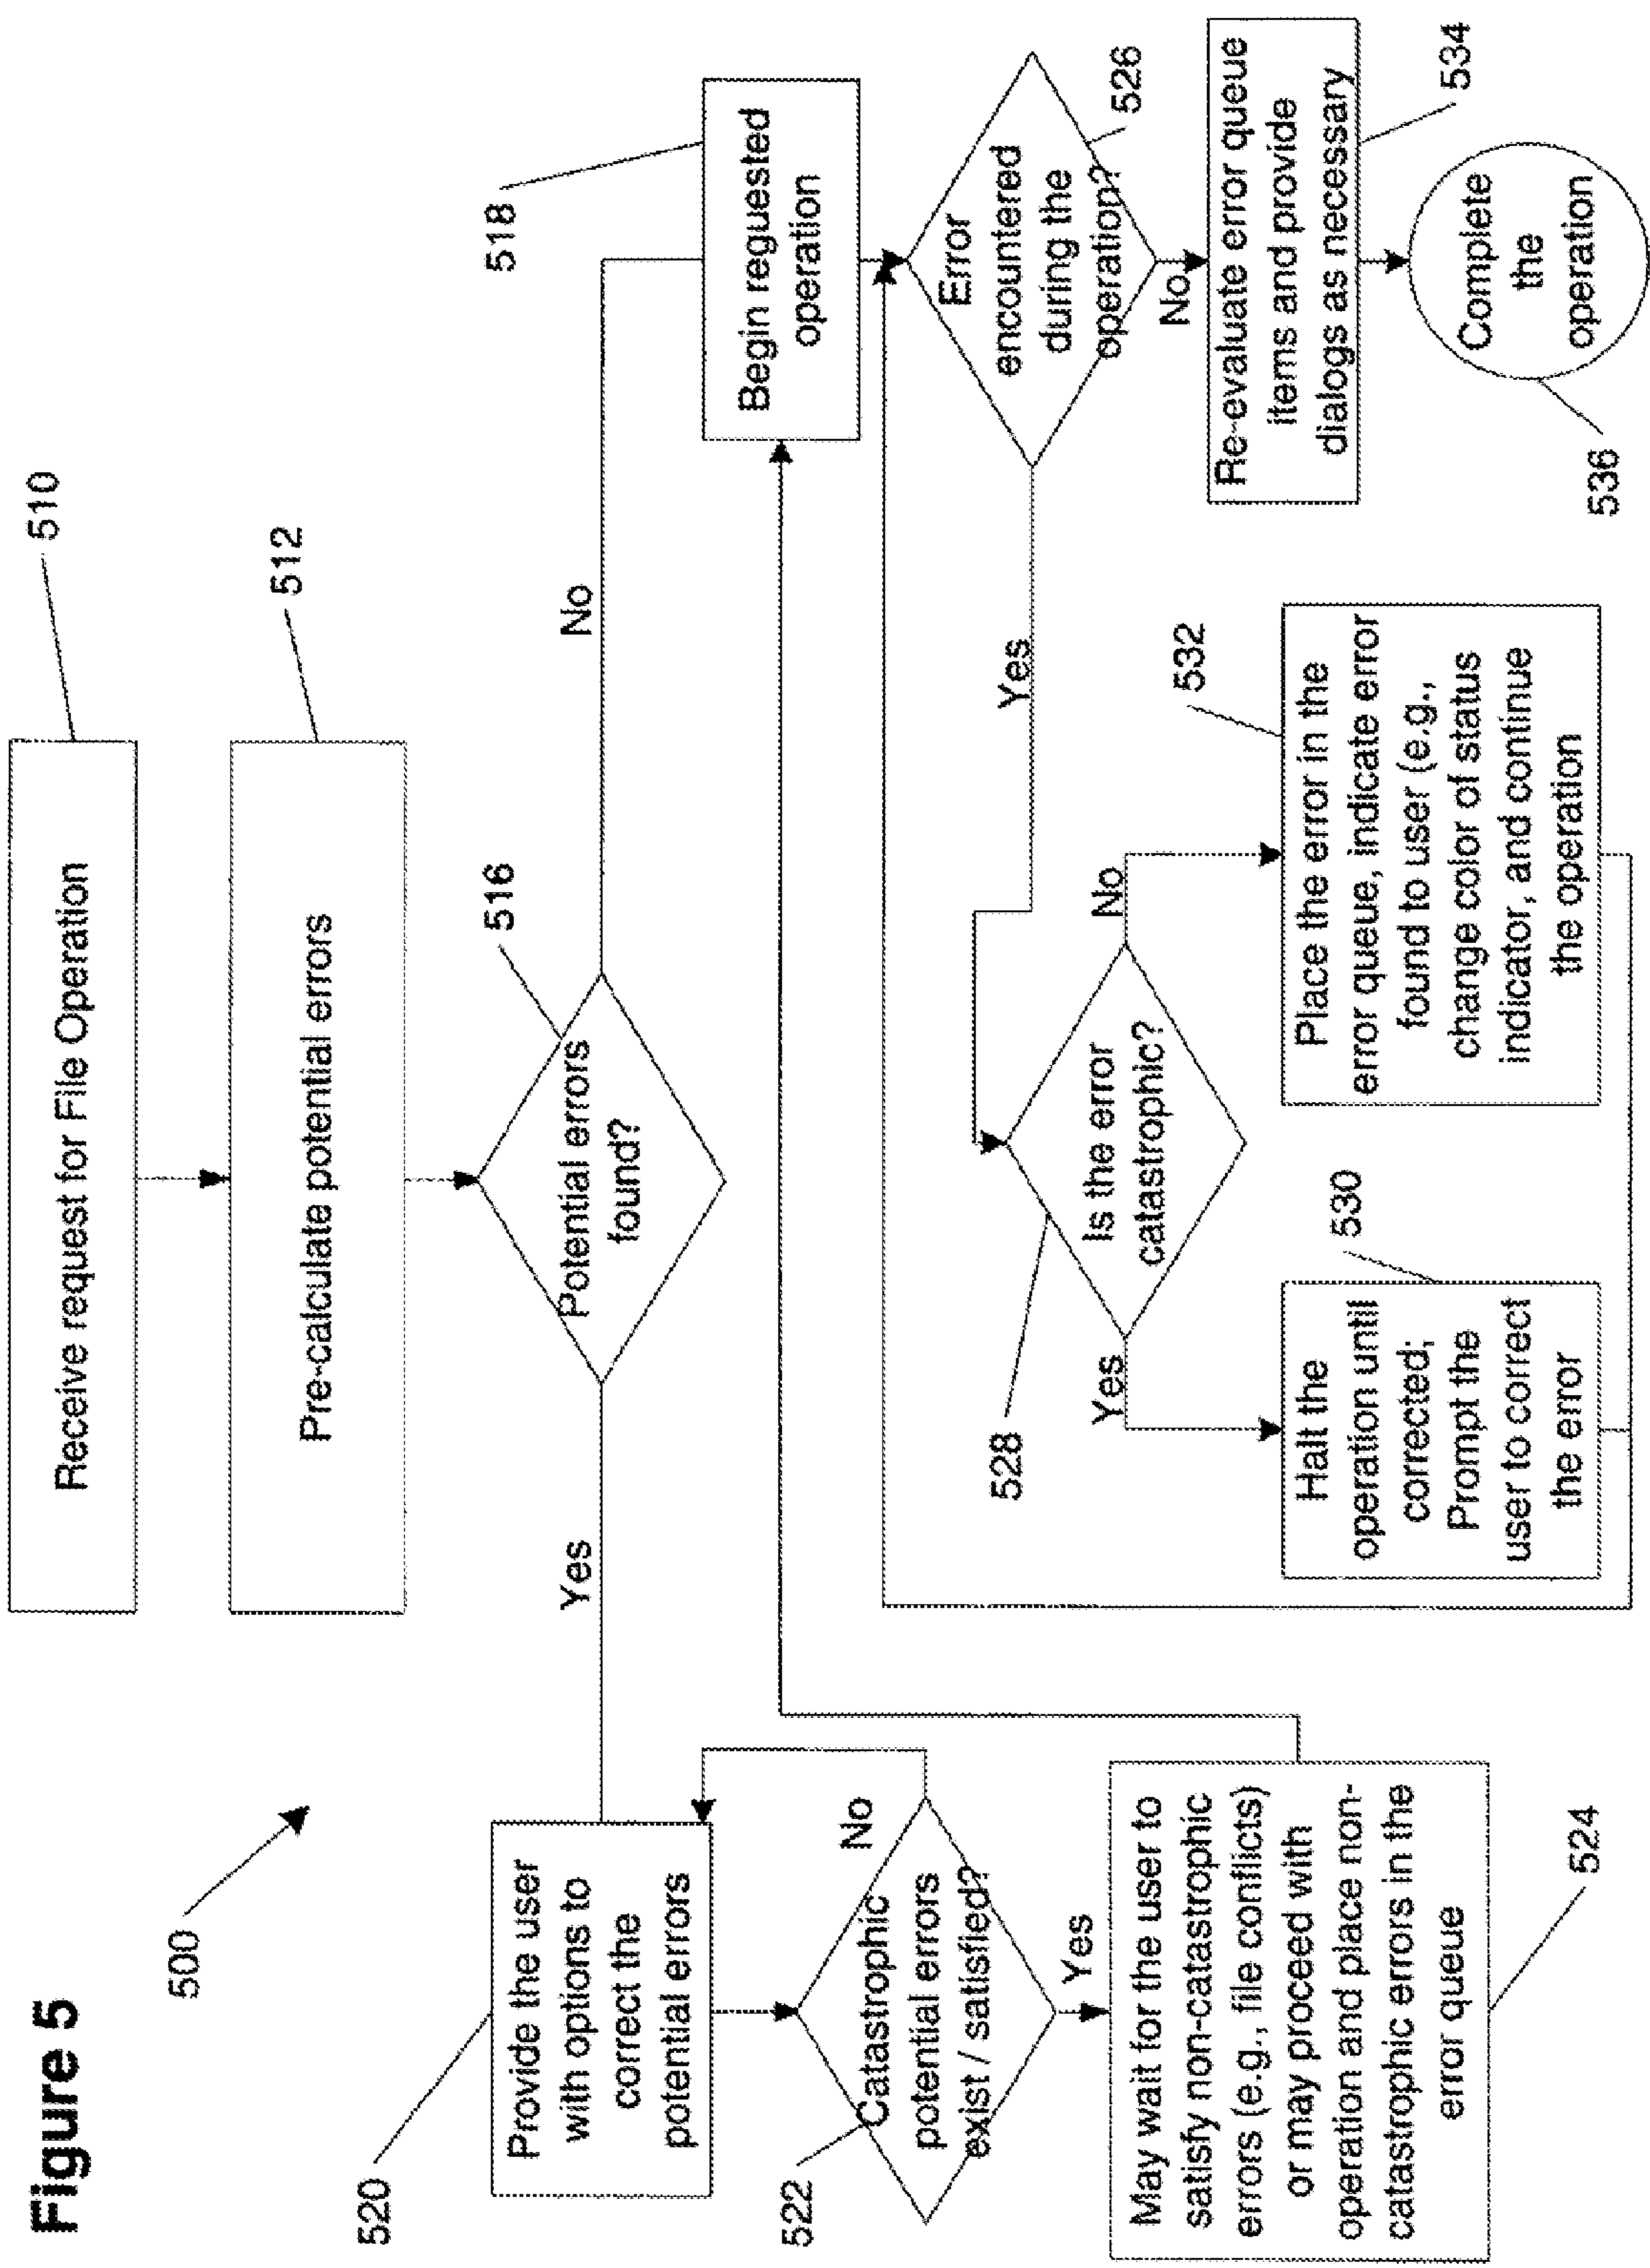 Figure 5
500
510
Receive request for File Operation
512
Pre-calculate potential errors
516
Potential errors
found?
Yes
No
520
Provide the user
with options to
correct the
potential errors
518
Begin requested
operation
522
Catastrophic
potential errors
exist / satisfied?
No
Yes
524
May wait for the user to
satisfy non-catastrophic
errors (e.g., file conflicts)
or may proceed with
operation and place non-
catastrophic errors in the
error queue
526
Error
encountered
during the
operation?
Yes
No
528
Is the error
catastrophic?
Yes
No
530
Halt the
operation until
corrected;
Prompt the
user to correct
the error
532
Place the error in the
error queue, indicate error
found to user (e.g.,
change color of status
indicator, and continue
the operation
534
Re-evaluate error queue
items and provide
dialogs as necessary
536
Complete
the
operation